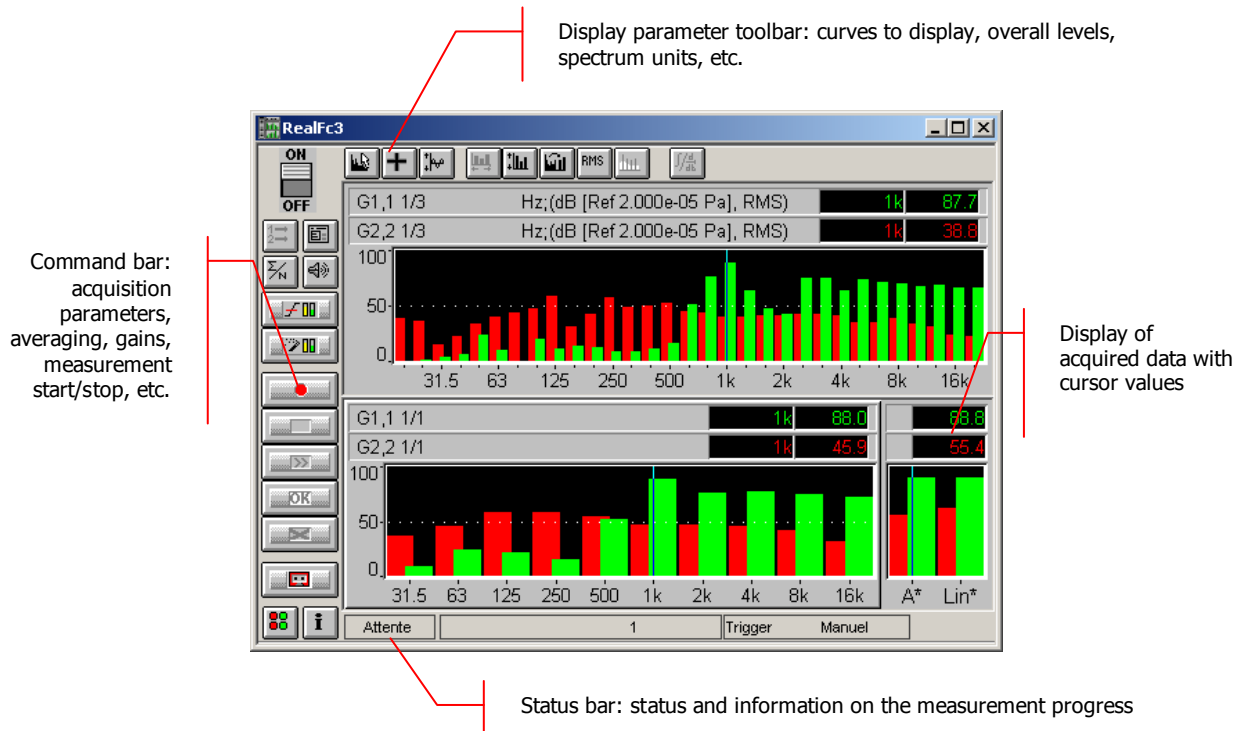 Display parameter toolbar: curves to display, overall levels,
spectrum units, etc.
RealFc3
ON
OFF
RMS
G1,1 1/3 Hz;(dB [Ref 2.000e-05 Pa], RMS) 1k 87.7
G2,2 1/3 Hz;(dB [Ref 2.000e-05 Pa], RMS) 1k 38.8
100
50
0
31.5 63 125 250 500 1k 2k 4k 8k 16k
Command bar:
acquisition
parameters,
averaging, gains,
measurement
start/stop, etc.
Display of
acquired data with
cursor values
Σ/N
OK
G1,1 1/1 1k 88.0 88.8
G2,2 1/1 1k 45.9 55.4
100
50
0
31.5 63 125 250 500 1k 2k 4k 8k 16k A* Lin*
i
Attente 1 Trigger Manuel
Status bar: status and information on the measurement progress